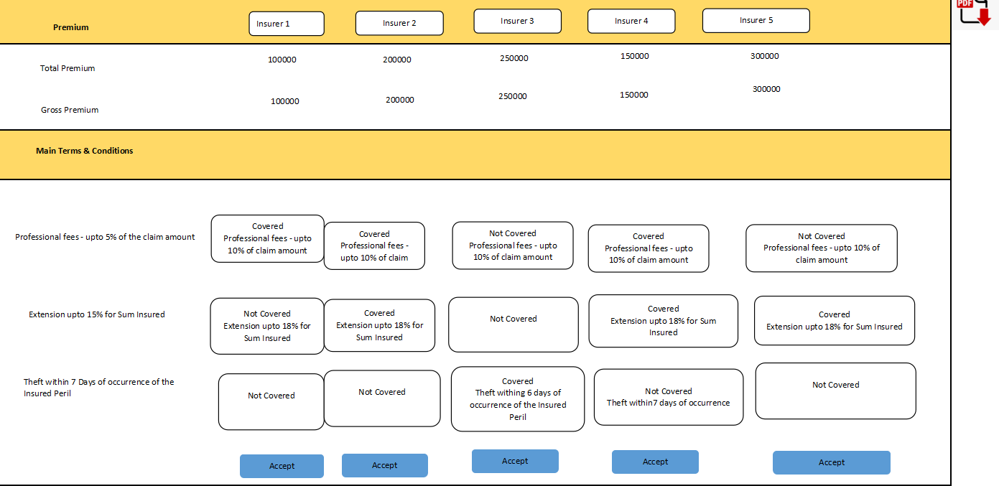 PDF
Premium
Insurer 1
Insurer 2
Insurer 3
Insurer 4
Insurer 5
Total Premium
100000
200000
250000
150000
300000
Gross Premium
100000
200000
250000
150000
300000
Main Terms & Conditions
Professional fees - upto 5% of the claim amount
Covered
Professional fees - upto
10% of claim amount
Covered
Professional fees -
upto 10% of claim
Not Covered
Professional fees - upto
10% of claim amount
Covered
Professional fees - upto
10% of claim amount
Not Covered
Professional fees - upto 10% of
claim amount
Extension upto 15% for Sum Insured
Not Covered
Extension upto 18% for
Sum Insured
Covered
Extension upto 18% for
Sum Insured
Not Covered
Covered
Extension upto 18% for Sum
Insured
Covered
Extension upto 18% for Sum Insured
Theft within 7 Days of occurrence of the
Insured Peril
Not Covered
Not Covered
Covered
Theft withing 6 days of
occurrence of the Insured
Peril
Not Covered
Theft within7 days of occurrence
Not Covered
Accept
Accept
Accept
Accept
Accept